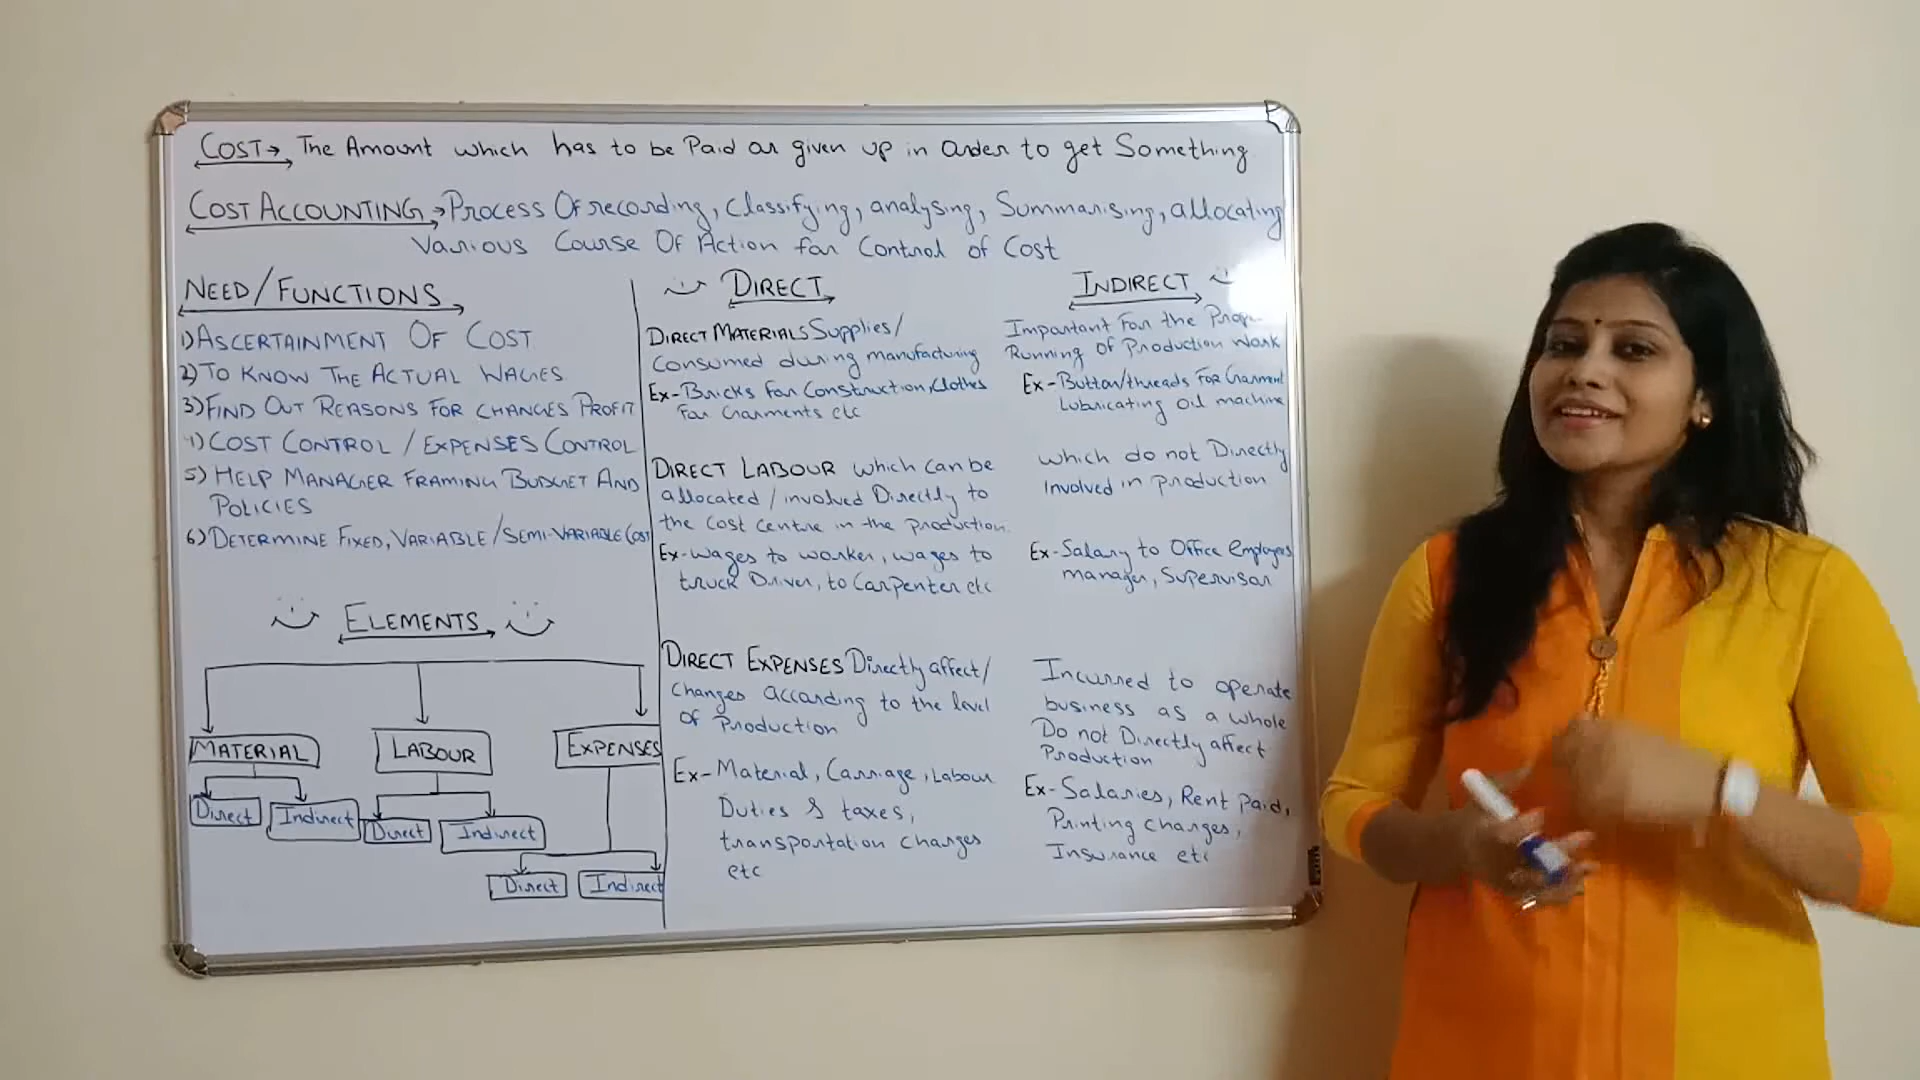 COST → The Amount which has to be Paid or given up in order to get Something
COST ACCOUNTING → Process Of recording, Classifying, analysing, Summarising, allocating
Various Course Of Action for Control of Cost
NEED/FUNCTIONS
1) ASCERTAINMENT OF COST
2) TO KNOW THE ACTUAL WAGES
3) FIND OUT REASONS FOR CHANGES PROFIT
4) COST CONTROL / EXPENSES CONTROL
5) HELP MANAGER FRAMING BUDGET AND
POLICIES
6) DETERMINE FIXED, VARIABLE/SEMI-VARIABLE COST
ELEMENTS
MATERIAL
LABOUR
EXPENSES
Direct
Indirect
Direct
Indirect
Direct
Indirect
DIRECT
DIRECT MATERIALS Supplies/
Consumed during manufacturing
Ex- Bricks for Construction, Clothes
for Garments etc
DIRECT LABOUR which can be
allocated / involved Directly to
the cost centre in the production.
Ex- wages to worker, wages to
truck Driver, to Carpenter etc
DIRECT EXPENSES Directly affect/
Changes according to the level
of Production
Ex- Material, Carriage, Labour
Duties & taxes,
transportation charges
etc
INDIRECT
Important For the
Running of Production Work
Ex- Button/threads For Garment
Lubricating oil machine
which do not Directly
Involved in production
Ex- Salary to Office employees
manager, Supervisor
Incurred to operate
business as a whole
Do not Directly affect
Production
Ex- Salaries, Rent paid,
Printing charges,
Insurance etc